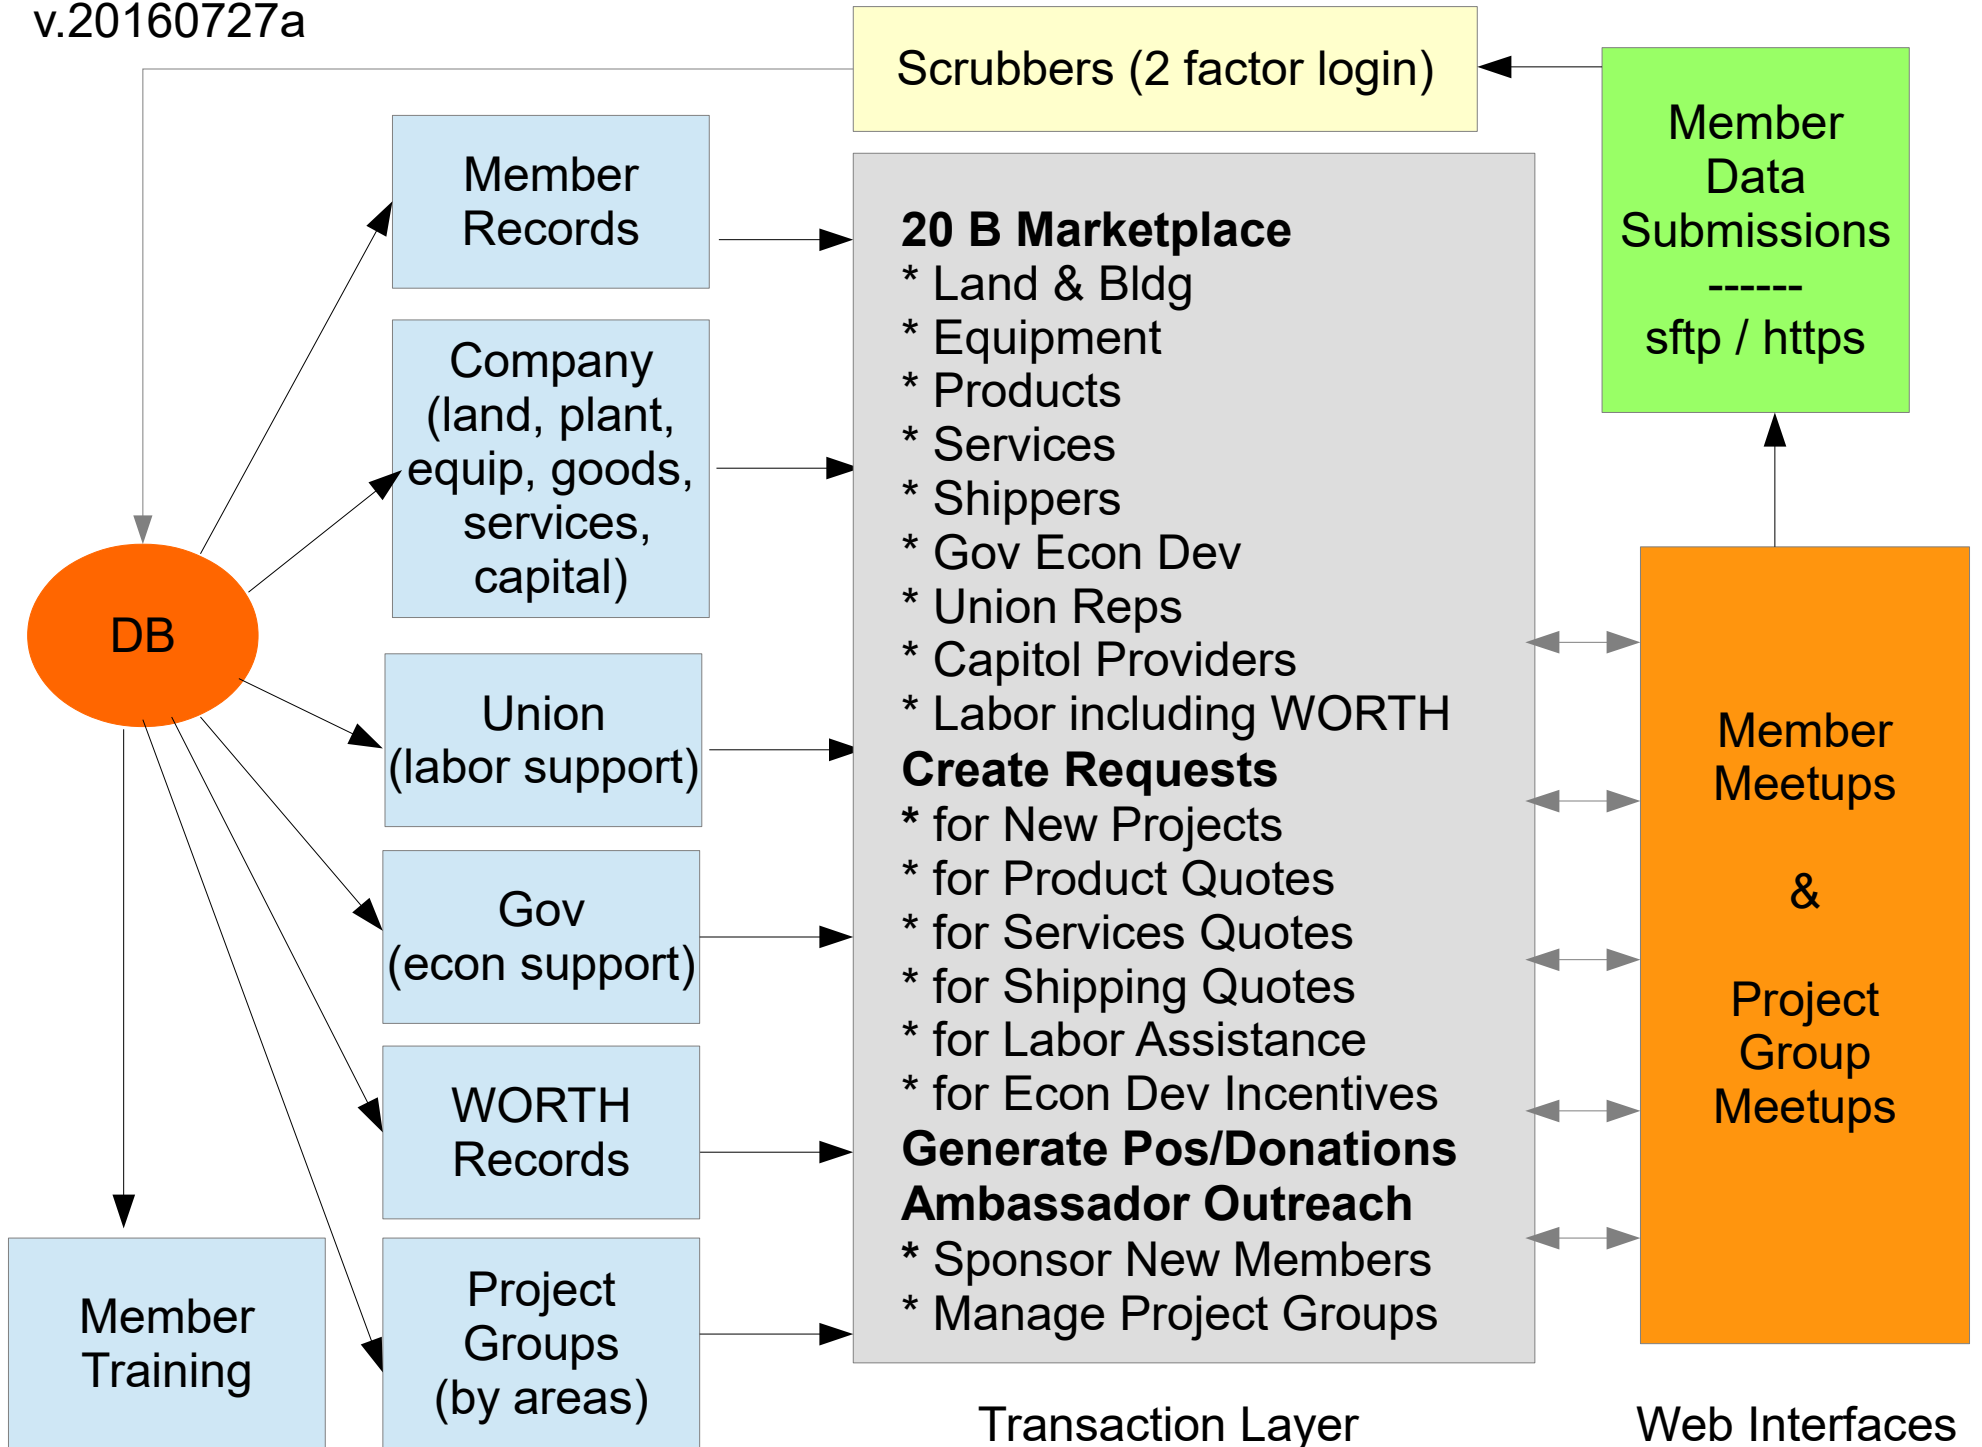 v.20160727a
Scrubbers (2 factor login)
Member
Data
Submissions
------
sftp / https
Member
Records
Company
(land, plant,
equip, goods,
services,
capital)
DB
Union
(labor support)
Gov
(econ support)
WORTH
Records
Member
Training
Project
Groups
(by areas)
20 B Marketplace
* Land & Bldg
* Equipment
* Products
* Services
* Shippers
* Gov Econ Dev
* Union Reps
* Capitol Providers
* Labor including WORTH
Create Requests
* for New Projects
* for Product Quotes
* for Services Quotes
* for Shipping Quotes
* for Labor Assistance
* for Econ Dev Incentives
Generate Pos/Donations
Ambassador Outreach
* Sponsor New Members
* Manage Project Groups
Member
Meetups
&
Project
Group
Meetups
Transaction Layer
Web Interfaces